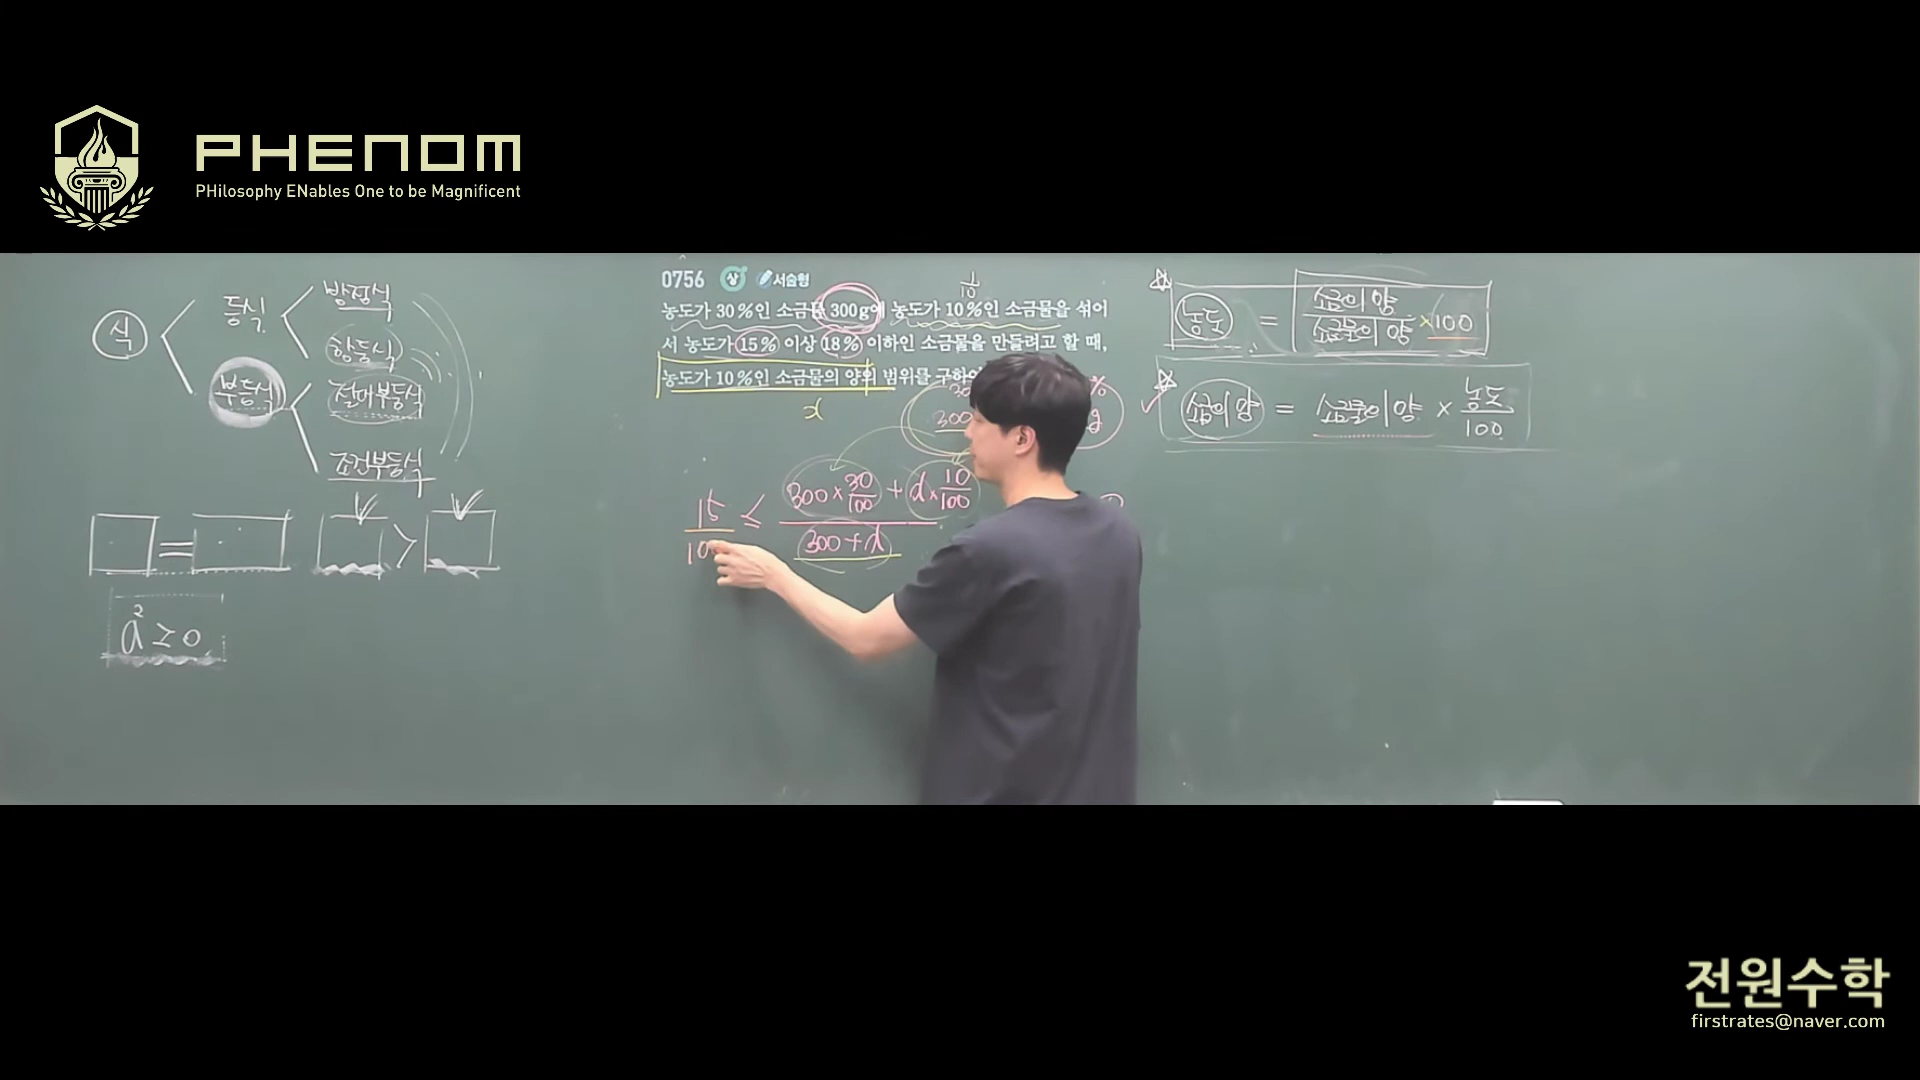 PHENOM
PHilosophy ENables One to be Magnificent
식
등식
방정식
항등식
부등식
절대부등식
조건부등식
=
>
a² ≥ 0
0756 상 서술형
1/10
농도가 30%인 소금물 300g에 농도가 10%인 소금물을 섞어
서 농도가 15% 이상 18% 이하인 소금물을 만들려고 할 때,
농도가 10%인 소금물의 양의 범위를 구하
x
300
%
g
15/10 ≤ (300 × 30/100 + x × 10/100)/(300 + x)
농도 = 소금의 양/소금물의 양 × 100
소금의 양 = 소금물의 양 × 농도/100
전원수학
firstrates@naver.com